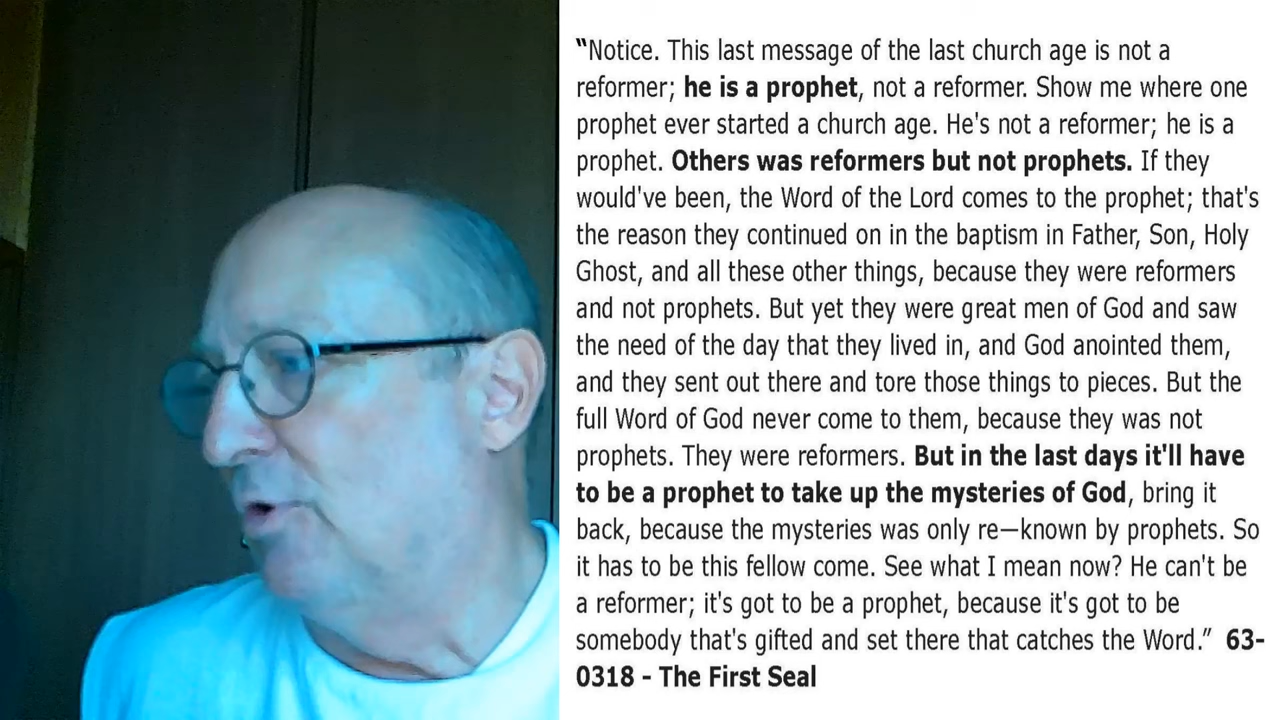 "Notice. This last message of the last church age is not a
reformer; he is a prophet, not a reformer. Show me where one
prophet ever started a church age. He's not a reformer; he is a
prophet. Others was reformers but not prophets. If they
would've been, the Word of the Lord comes to the prophet; that's
the reason they continued on in the baptism in Father, Son, Holy
Ghost, and all these other things, because they were reformers
and not prophets. But yet they were great men of God and saw
the need of the day that they lived in, and God anointed them,
and they sent out there and tore those things to pieces. But the
full Word of God never come to them, because they was not
prophets. They were reformers. But in the last days it'll have
to be a prophet to take up the mysteries of God, bring it
back, because the mysteries was only re—known by prophets. So
it has to be this fellow come. See what I mean now? He can't be
a reformer; it's got to be a prophet, because it's got to be
somebody that's gifted and set there that catches the Word." 63-
0318 - The First Seal